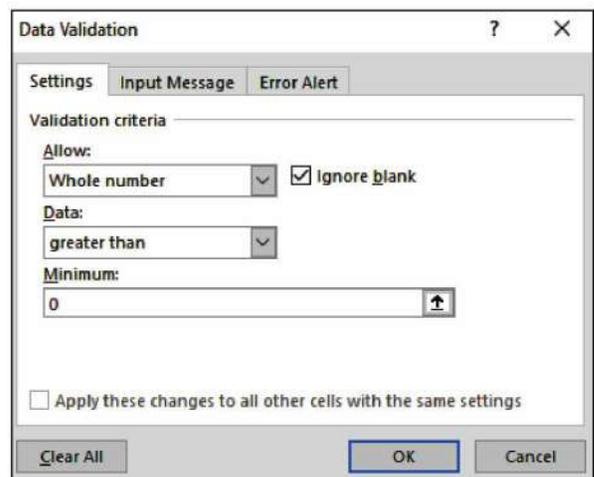 Data Validation ? X
Settings Input Message Error Alert
Validation criteria
Allow:
Whole number Ignore blank
Data:
greater than
Minimum:
0
Apply these changes to all other cells with the same settings
Clear All OK Cancel